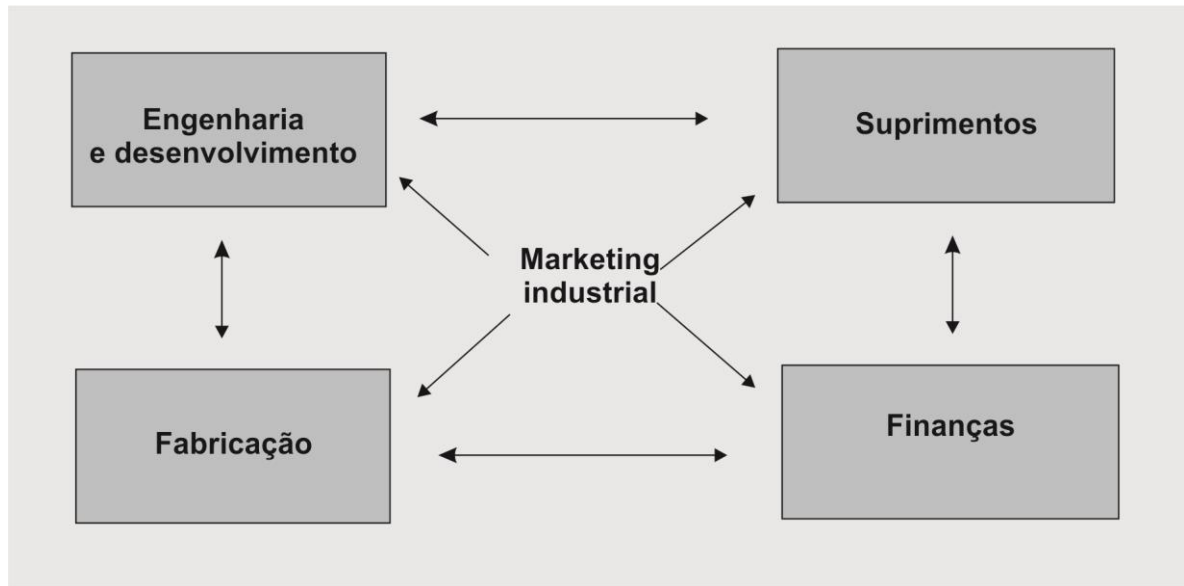 Engenharia
e desenvolvimento
Suprimentos
Marketing
industrial
Fabricação
Finanças